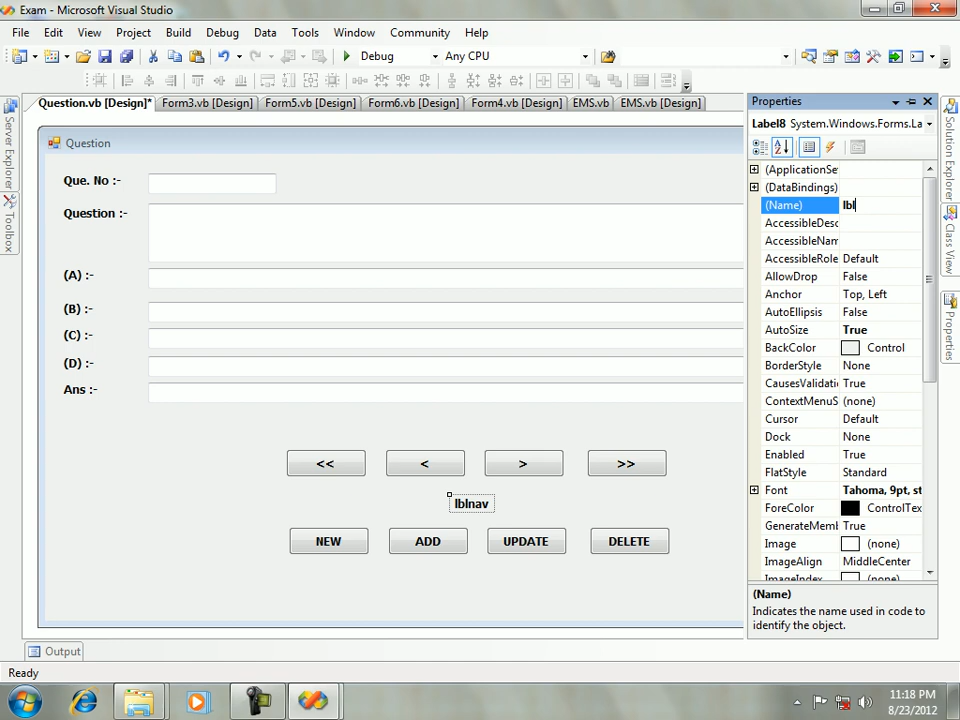 Exam - Microsoft Visual Studio
File Edit View Project Build Debug Data Tools Window Community Help
Debug Any CPU
Question.vb [Design]* Form3.vb [Design] Form5.vb [Design] Form6.vb [Design] Form4.vb [Design] EMS.vb EMS.vb [Design]
Server Explorer
Toolbox
Question
Que. No :-
Question :-
(A) :-
(B) :-
(C) :-
(D) :-
Ans :-
<< < > >>
lblnav
NEW ADD UPDATE DELETE
Properties
Label8 System.Windows.Forms.La
(ApplicationSe
(DataBindings)
(Name) lbl
AccessibleDesc
AccessibleNam
AccessibleRole Default
AllowDrop False
Anchor Top, Left
AutoEllipsis False
AutoSize True
BackColor Control
BorderStyle None
CausesValidati True
ContextMenuS (none)
Cursor Default
Dock None
Enabled True
FlatStyle Standard
Font Tahoma, 9pt, st
ForeColor ControlTex
GenerateMemb True
Image (none)
ImageAlign MiddleCenter
ImageIndex (none)
(Name)
Indicates the name used in code to
identify the object.
Solution Explorer
Class View
Properties
Output
Ready
11:18 PM
8/23/2012